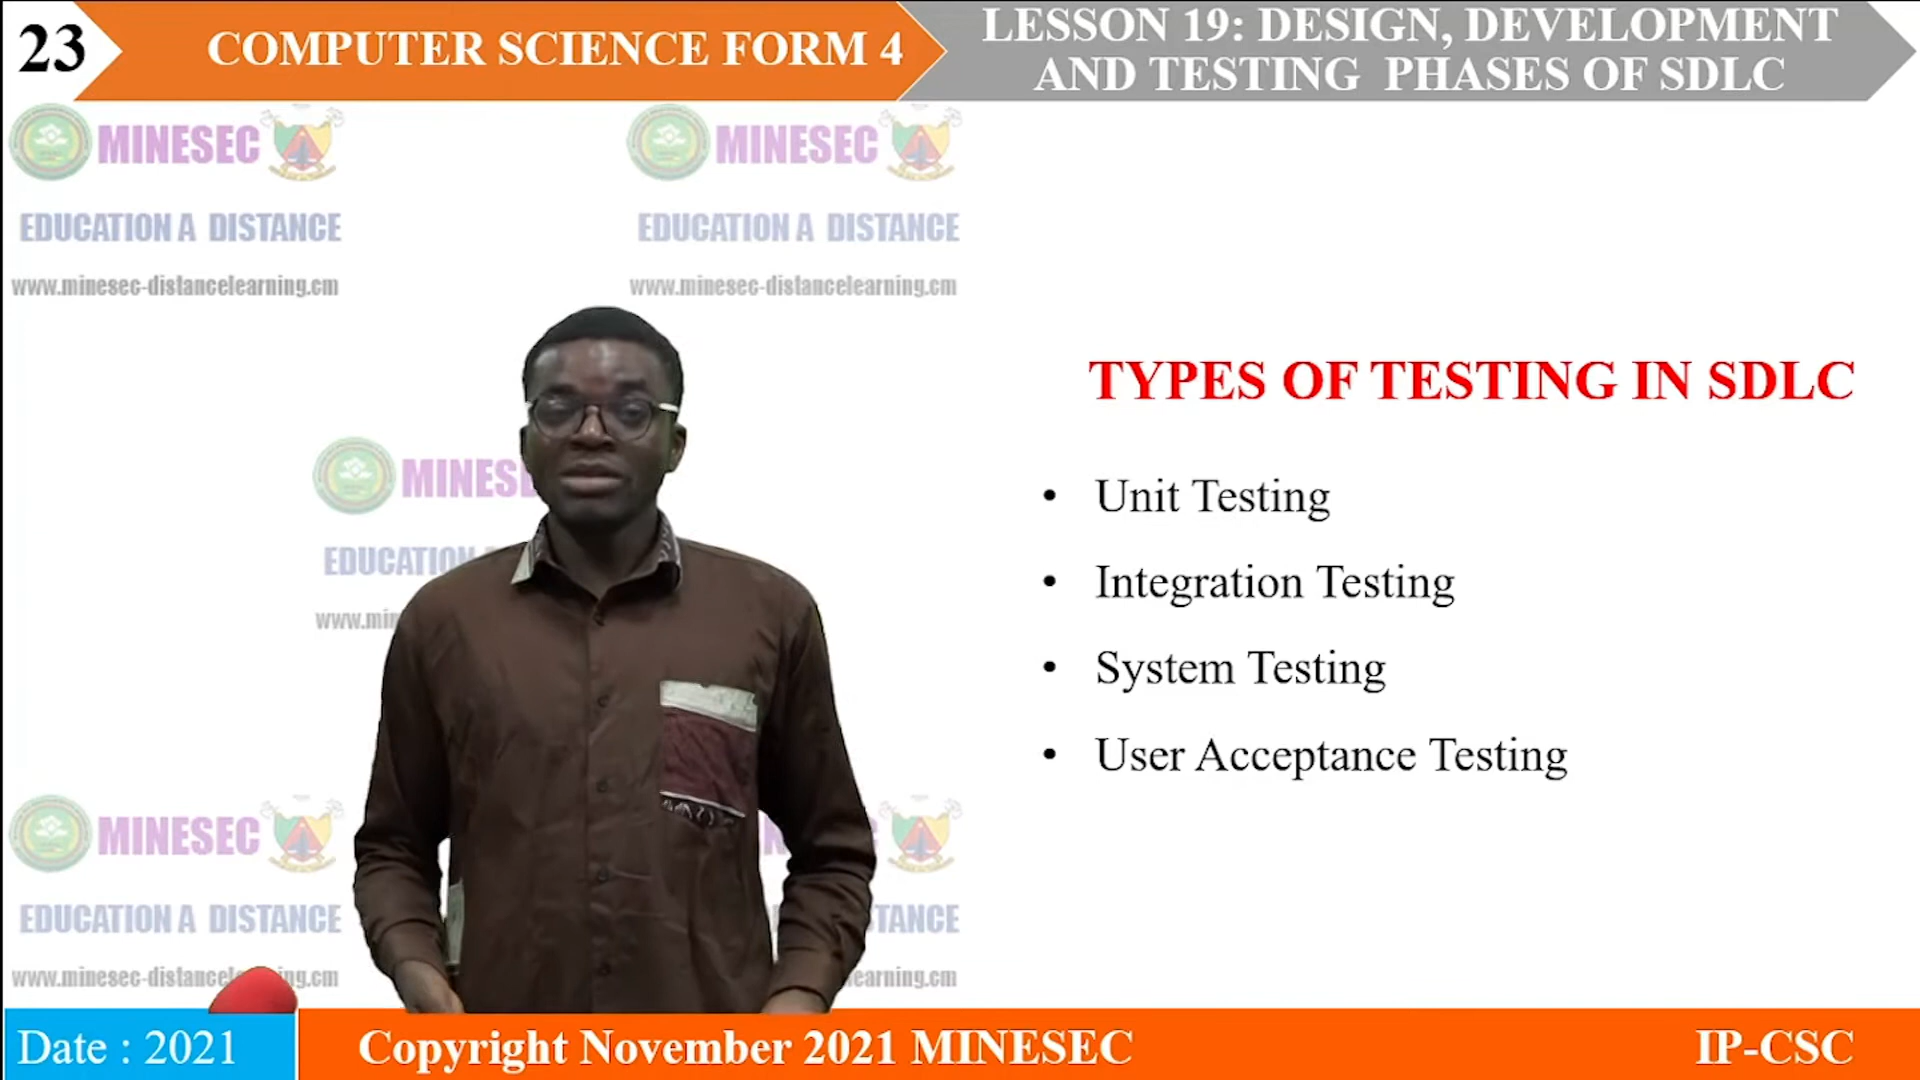 23
COMPUTER SCIENCE FORM 4
LESSON 19: DESIGN, DEVELOPMENT
AND TESTING PHASES OF SDLC
MINESEC
EDUCATION A DISTANCE
www.minesec-distancelearning.cm
MINESEC
EDUCATION A DISTANCE
www.minesec-distancelearning.cm
TYPES OF TESTING IN SDLC
• Unit Testing
• Integration Testing
• System Testing
• User Acceptance Testing
MINESEC
EDUCATION A DISTANCE
Date : 2021
Copyright November 2021 MINESEC
IP-CSC